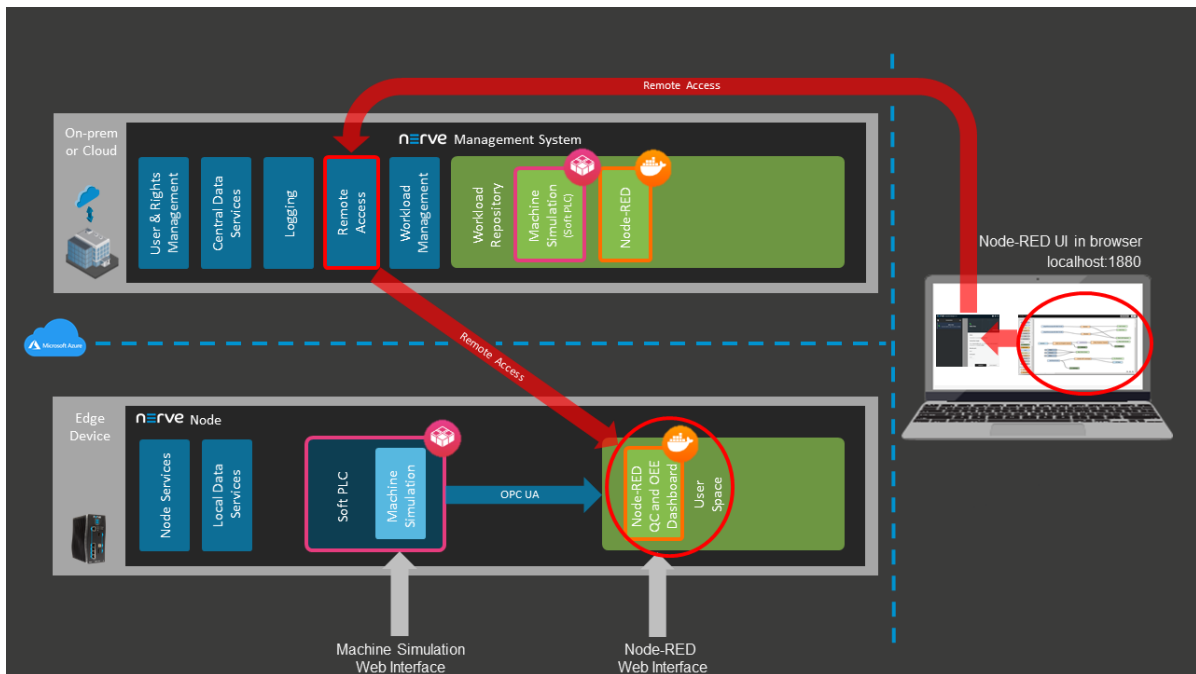 Remote Access
On-prem
or Cloud
nerve Management System
User & Rights
Management
Central Data
Services
Logging
Remote
Access
Workload
Management
Workload
Repository
Machine
Simulation
(Soft PLC)
Node-RED
Node-RED UI in browser
localhost:1880
Microsoft Azure
Remote Access
Edge
Device
nerve Node
Node Services
Local Data
Services
Soft PLC
Machine
Simulation
OPC UA
Node-RED
QC and OEE
Dashboard
User
Space
Machine Simulation
Web Interface
Node-RED
Web Interface